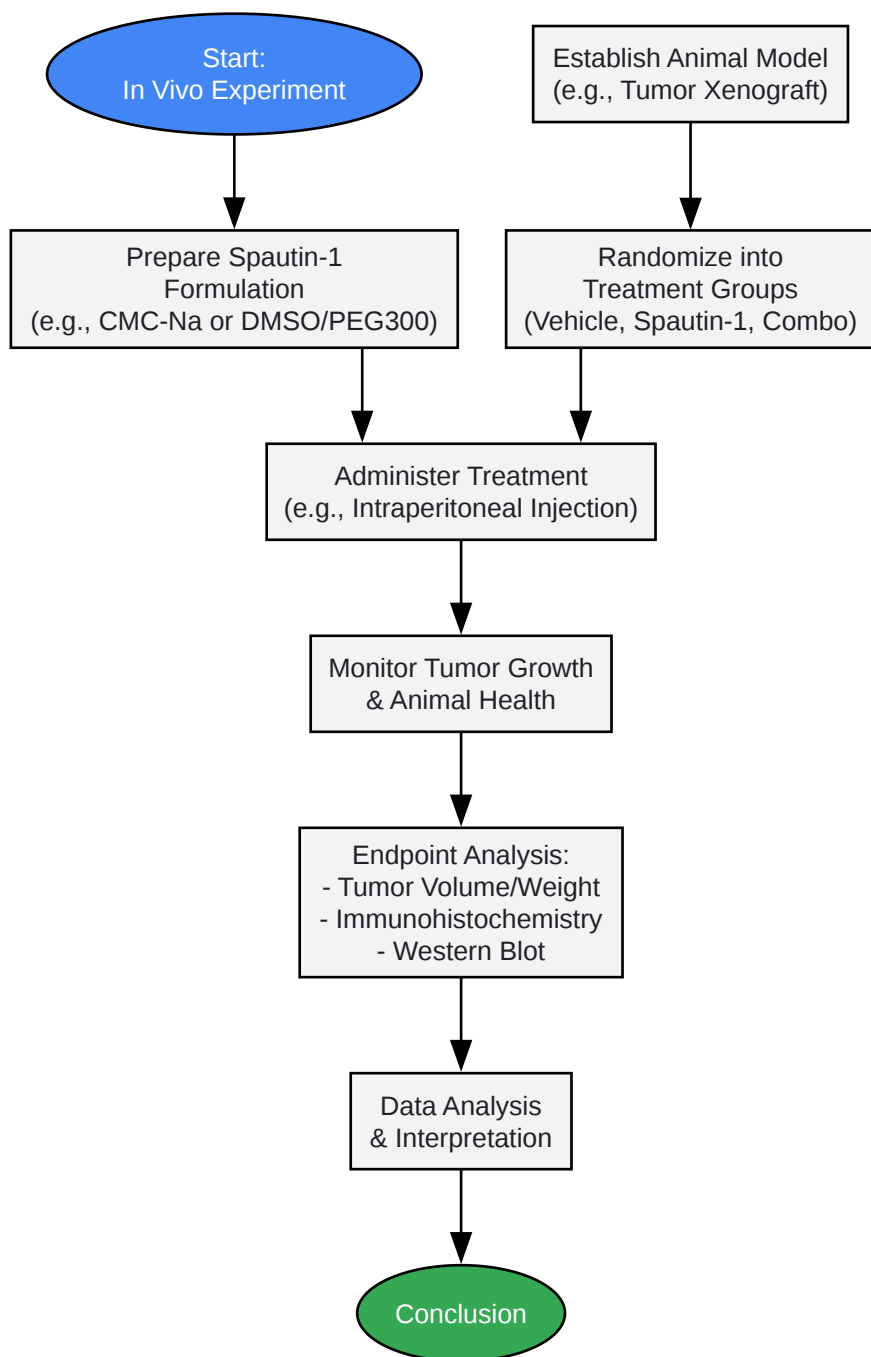 Start:
In Vivo Experiment
Establish Animal Model
(e.g., Tumor Xenograft)
Prepare Spautin-1
Formulation
(e.g., CMC-Na or DMSO/PEG300)
Randomize into
Treatment Groups
(Vehicle, Spautin-1, Combo)
Administer Treatment
(e.g., Intraperitoneal Injection)
Monitor Tumor Growth
& Animal Health
Endpoint Analysis:
- Tumor Volume/Weight
- Immunohistochemistry
- Western Blot
Data Analysis
& Interpretation
Conclusion